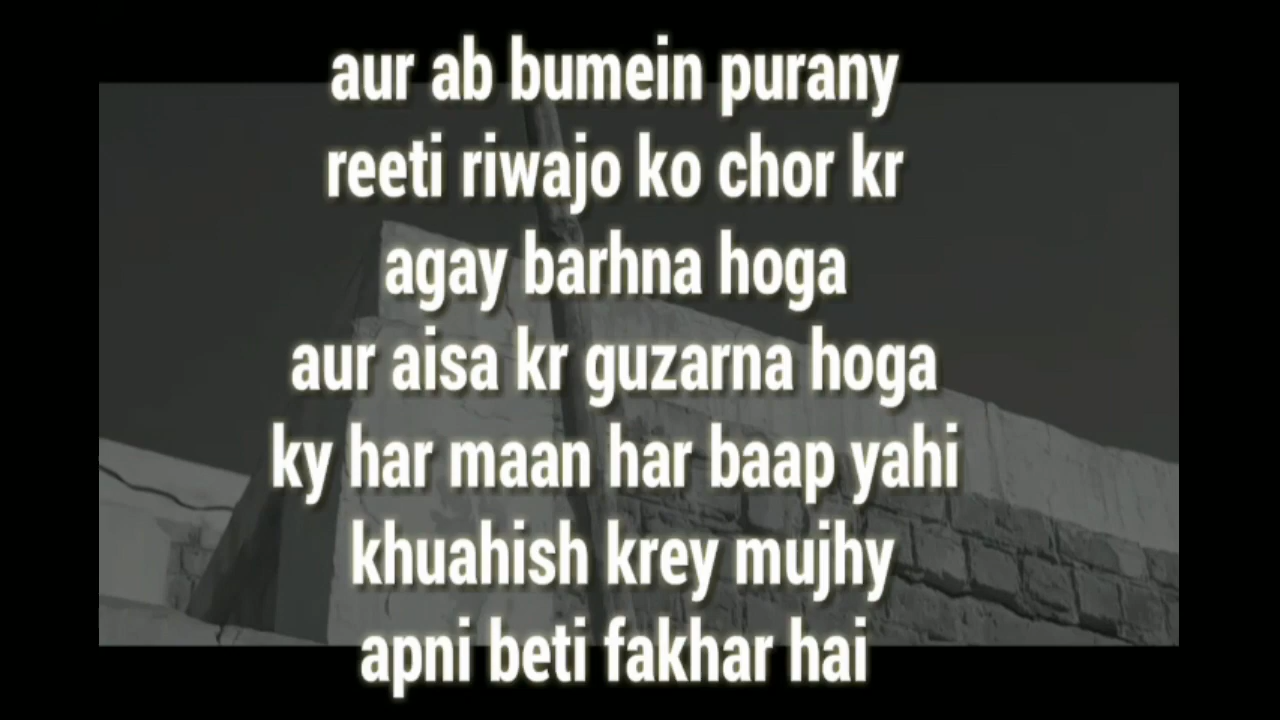 aur ab bumein purany
reeti riwajo ko chor kr
agay barhna hoga
aur aisa kr guzarna hoga
ky har maan har baap yahi
khuahish krey mujhy
apni beti fakhar hai